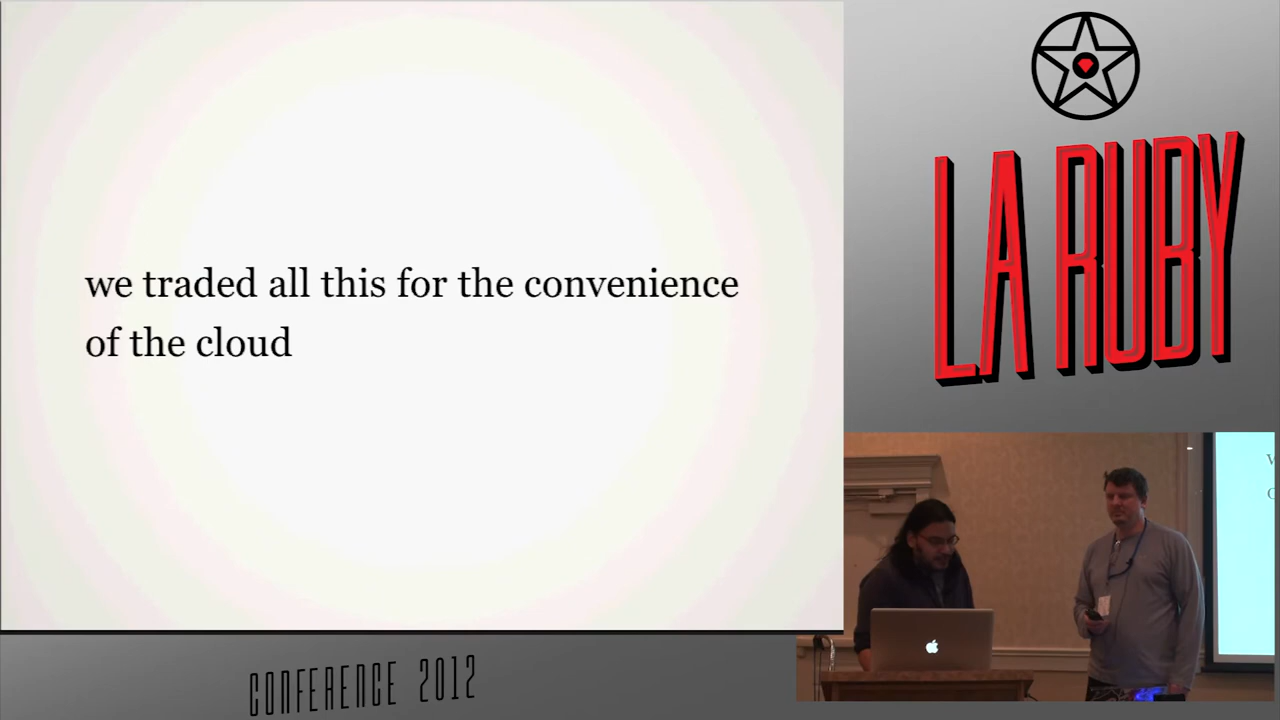 we traded all this for the convenience
of the cloud
LA RUBY
CONFERENCE 2012